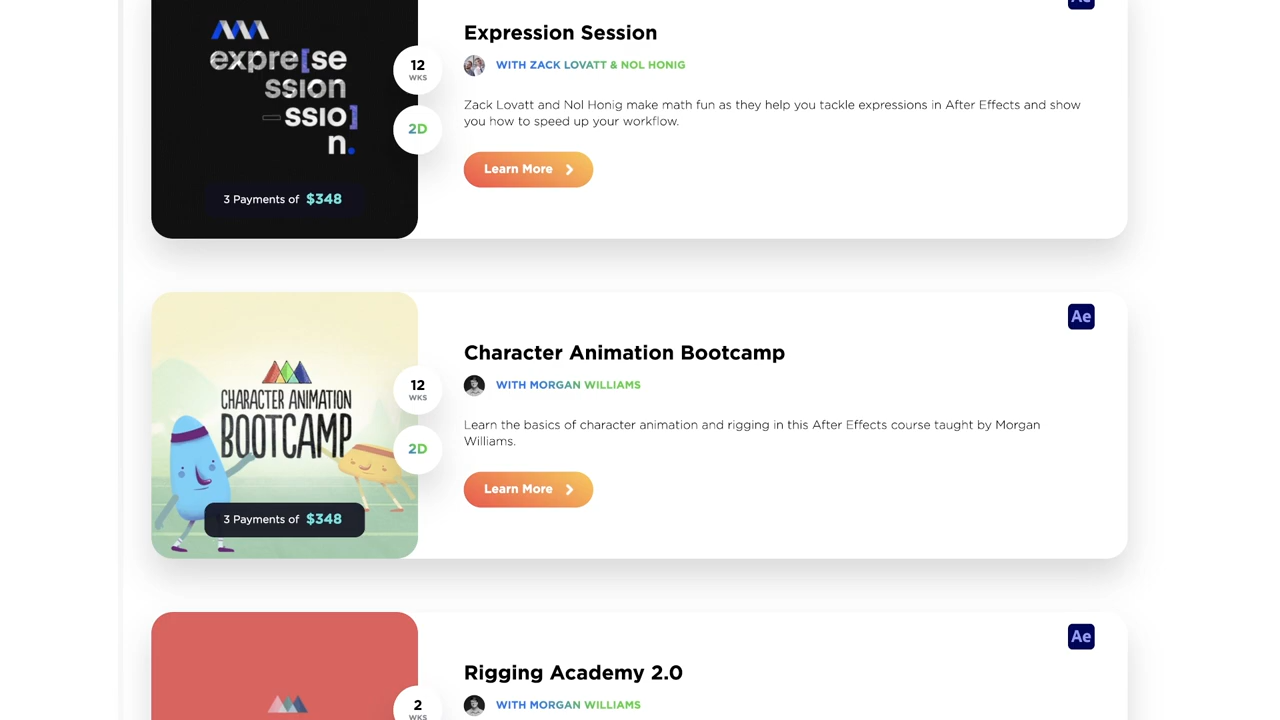 Ae
expre[se
ssion
–ssio]
n.
3 Payments of $348
12
WKS
2D
Expression Session
WITH ZACK LOVATT & NOL HONIG
Zack Lovatt and Nol Honig make math fun as they help you tackle expressions in After Effects and show
you how to speed up your workflow.
Learn More
CHARACTER ANIMATION
BOOTCAMP
3 Payments of $348
12
WKS
2D
Ae
Character Animation Bootcamp
WITH MORGAN WILLIAMS
Learn the basics of character animation and rigging in this After Effects course taught by Morgan
Williams.
Learn More
2
WKS
Ae
Rigging Academy 2.0
WITH MORGAN WILLIAMS